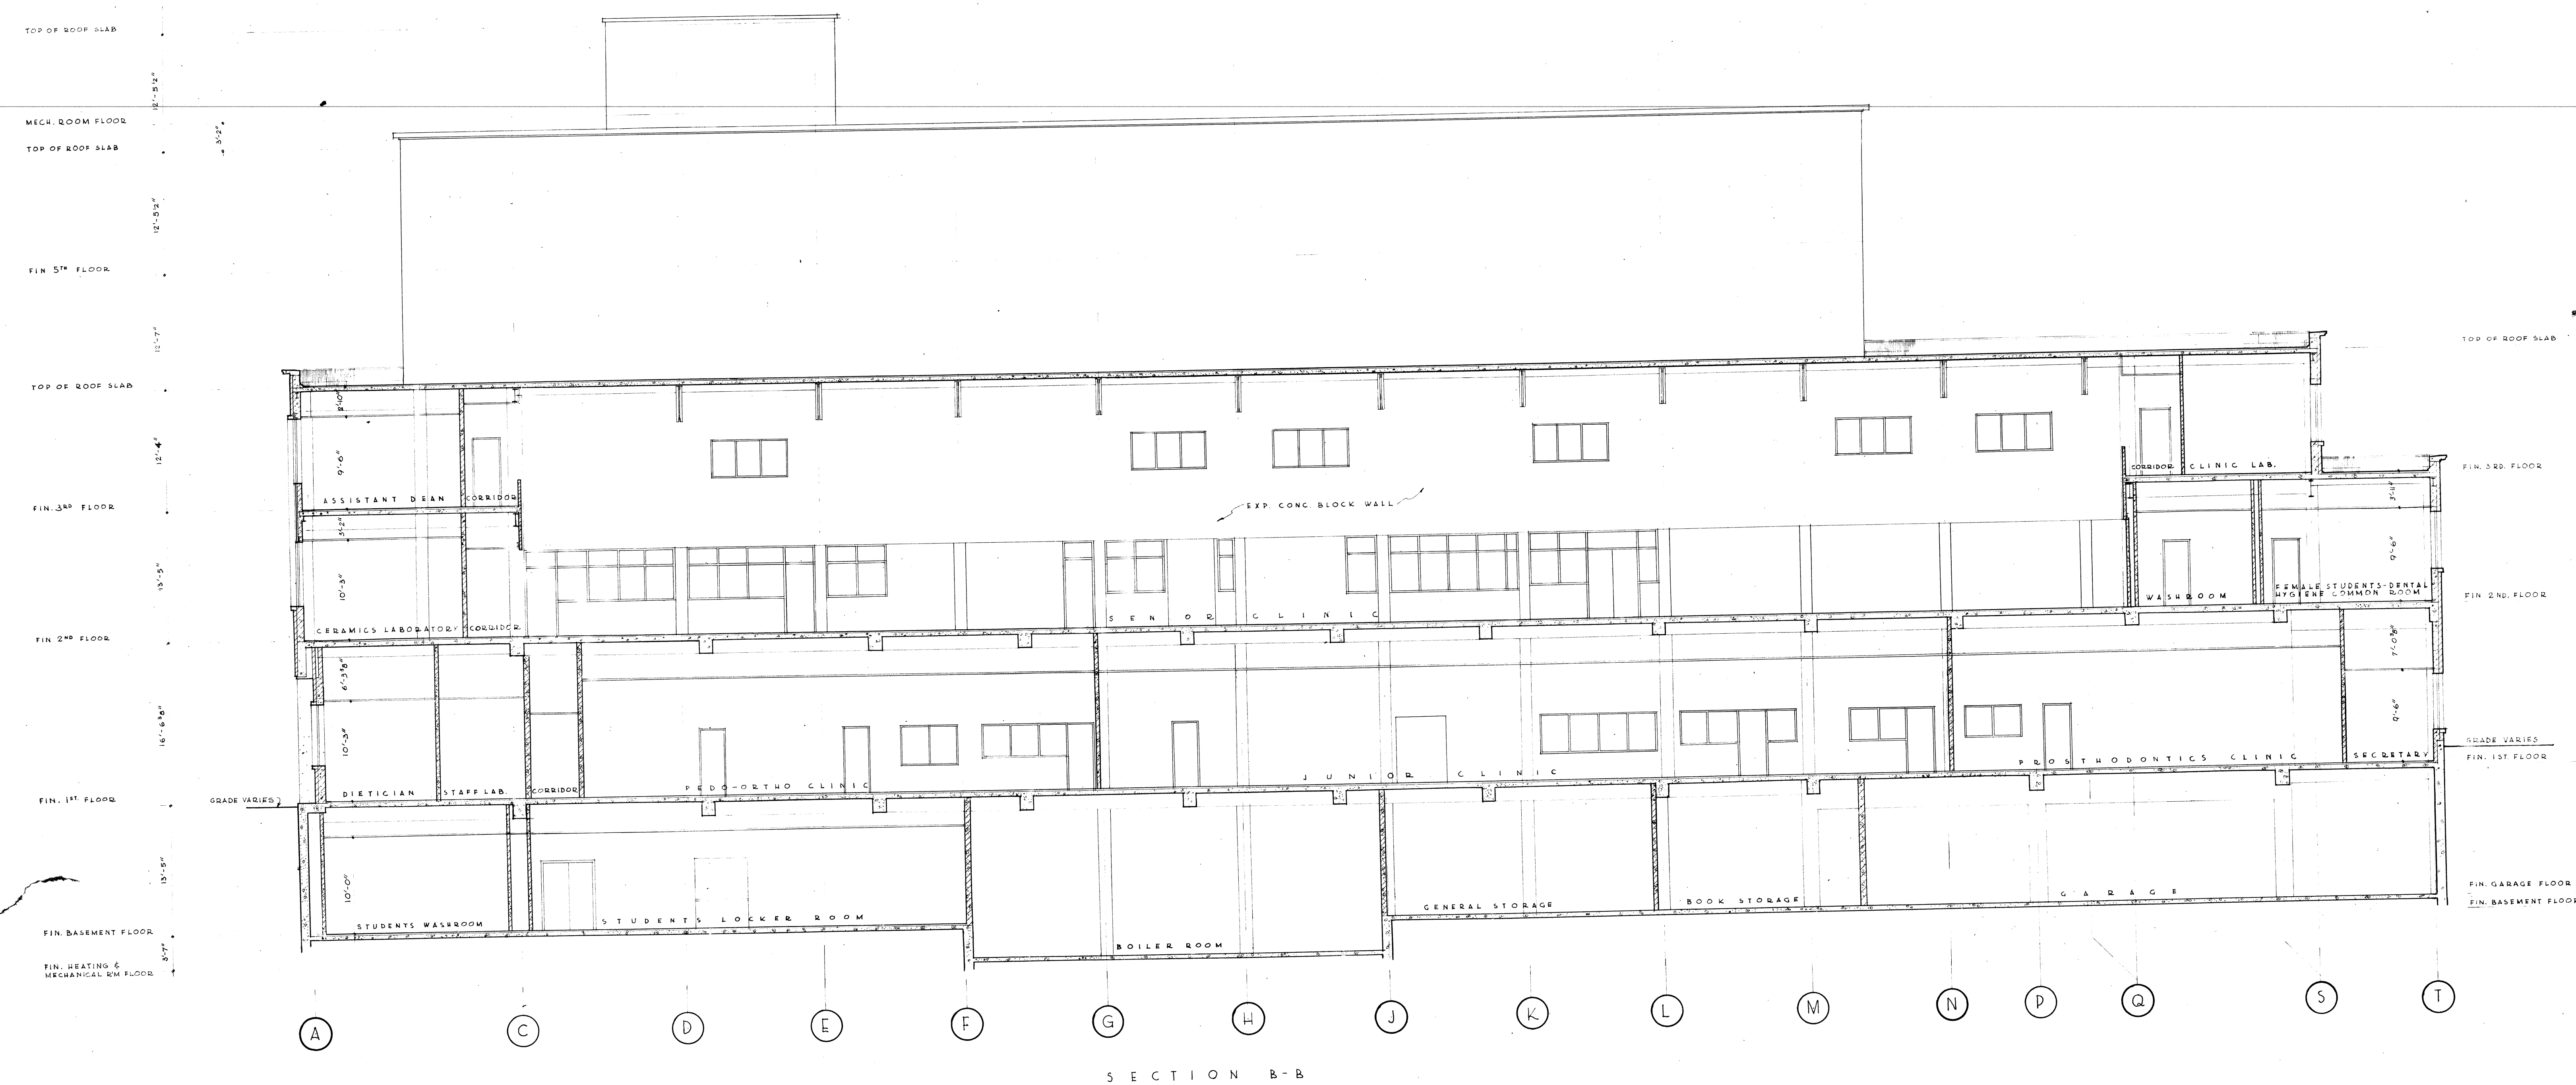 TOP OF ROOF SLAB
12'-5½"
MECH. ROOM FLOOR
3'-2"
TOP OF ROOF SLAB
12'-5½"
FIN 5TH FLOOR
12'-7"
TOP OF ROOF SLAB
TOP OF ROOF SLAB
2'-10"
12'-4"
9'-6"
ASSISTANT DEAN
CORRIDOR
CORRIDOR
CLINIC LAB.
FIN. 3RD. FLOOR
FIN. 3RD FLOOR
EXP. CONC. BLOCK WALL
3'-2"
3'-11"
13'-5"
10'-3"
9'-6"
CERAMICS LABORATORY
CORRIDOR
SENIOR CLINIC
WASHROOM
FEMALE STUDENTS-DENTAL
HYGIENE COMMON ROOM
FIN 2ND. FLOOR
FIN 2ND FLOOR
6'-3⅜"
7'-0⅜"
16'-6⅜"
10'-3"
9'-6"
DIETICIAN
STAFF LAB.
CORRIDOR
PEDO-ORTHO CLINIC
JUNIOR CLINIC
PROSTHODONTICS CLINIC
SECRETARY
GRADE VARIES
FIN. 1ST. FLOOR
FIN. 1ST. FLOOR
GRADE VARIES
13'-5"
10'-0"
STUDENTS WASHROOM
STUDENTS LOCKER ROOM
BOILER ROOM
GENERAL STORAGE
BOOK STORAGE
GARAGE
FIN. GARAGE FLOOR
FIN. BASEMENT FLOOR
FIN. BASEMENT FLOOR
3'-7"
FIN. HEATING &
MECHANICAL R'M FLOOR
A C D E F G H J K L M N P Q S T
SECTION B-B